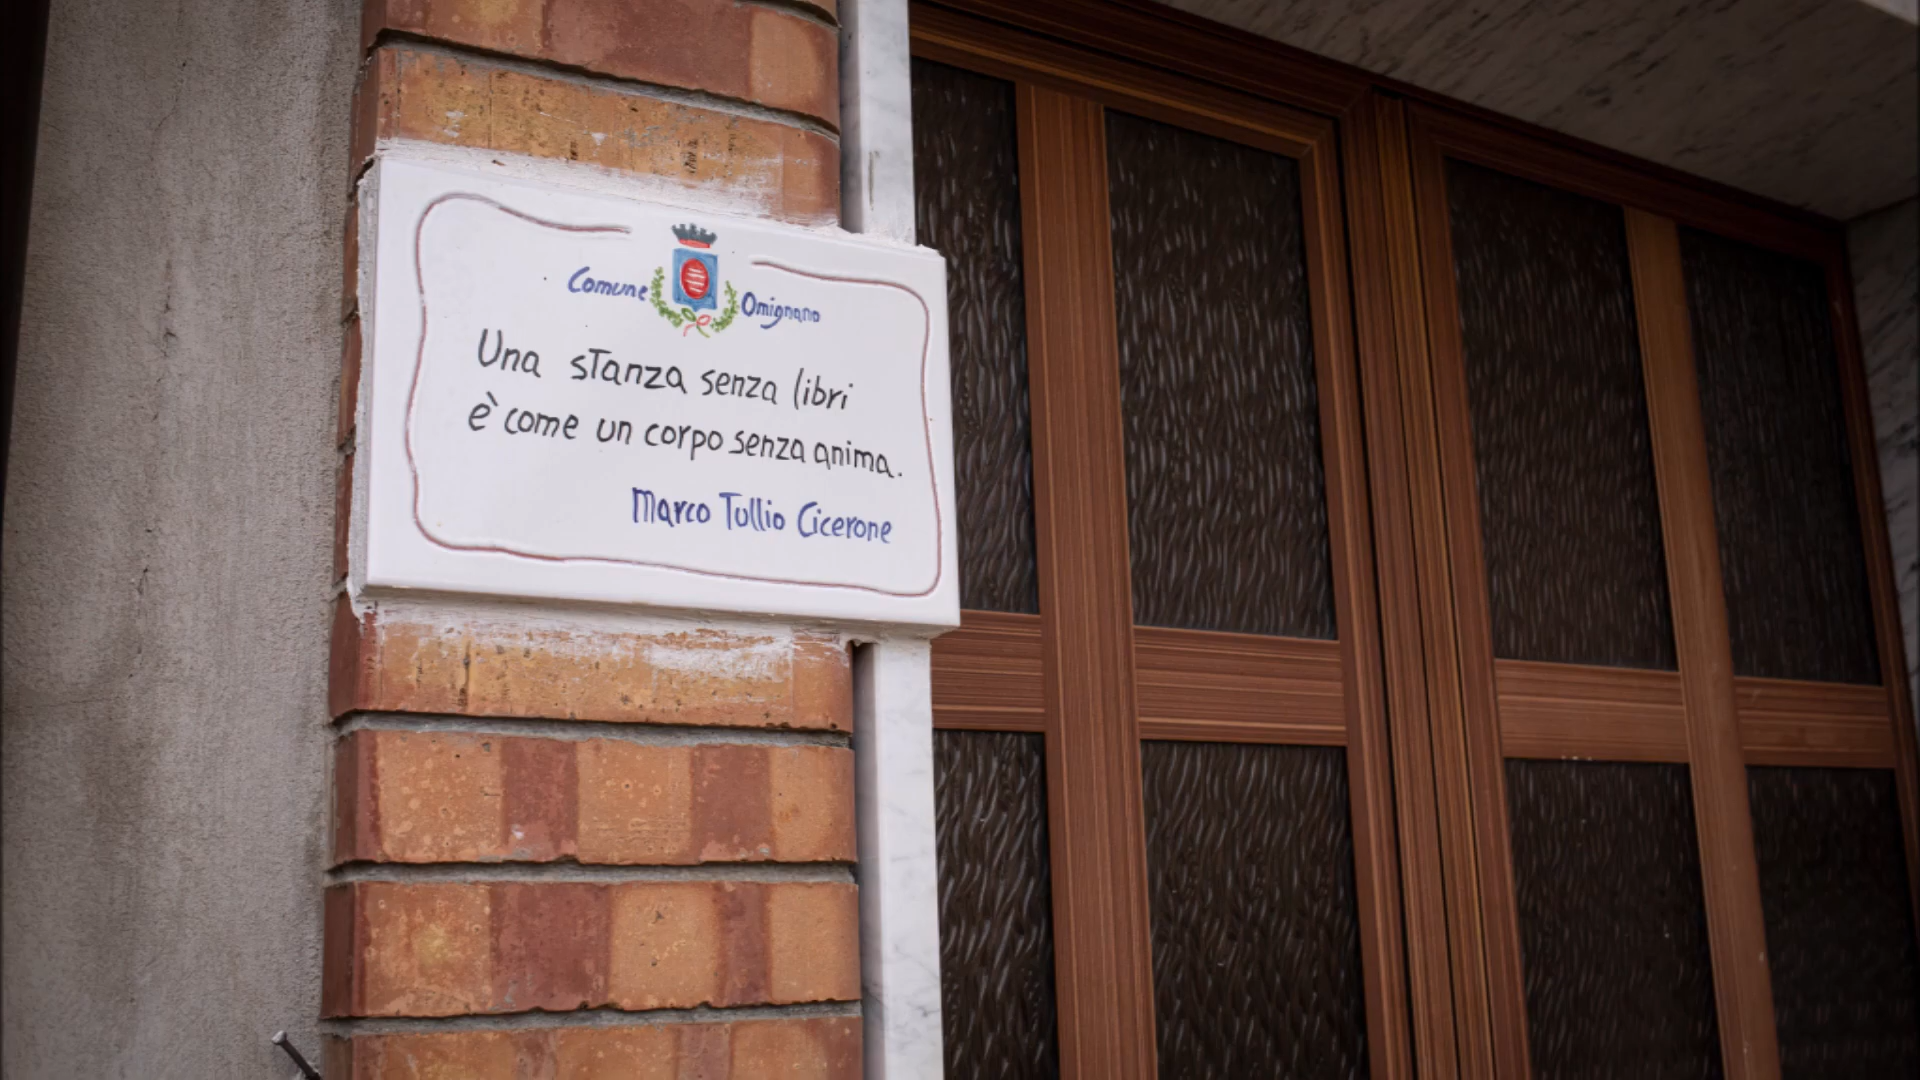 Comune Omignano
Una stanza senza libri
è come un corpo senza anima.
Marco Tullio Cicerone